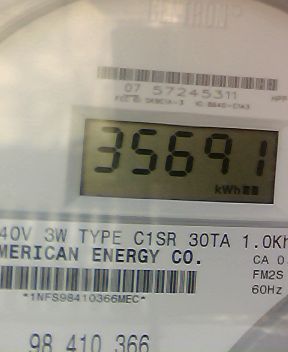 CENTRON
07 57245311
35691
kWh
40V 3W TYPE C1SR 30TA 1.0Kh
MERICAN ENERGY CO.
CA 0
FM2S
60Hz
*1NFS98410366MEC*
98 410 366